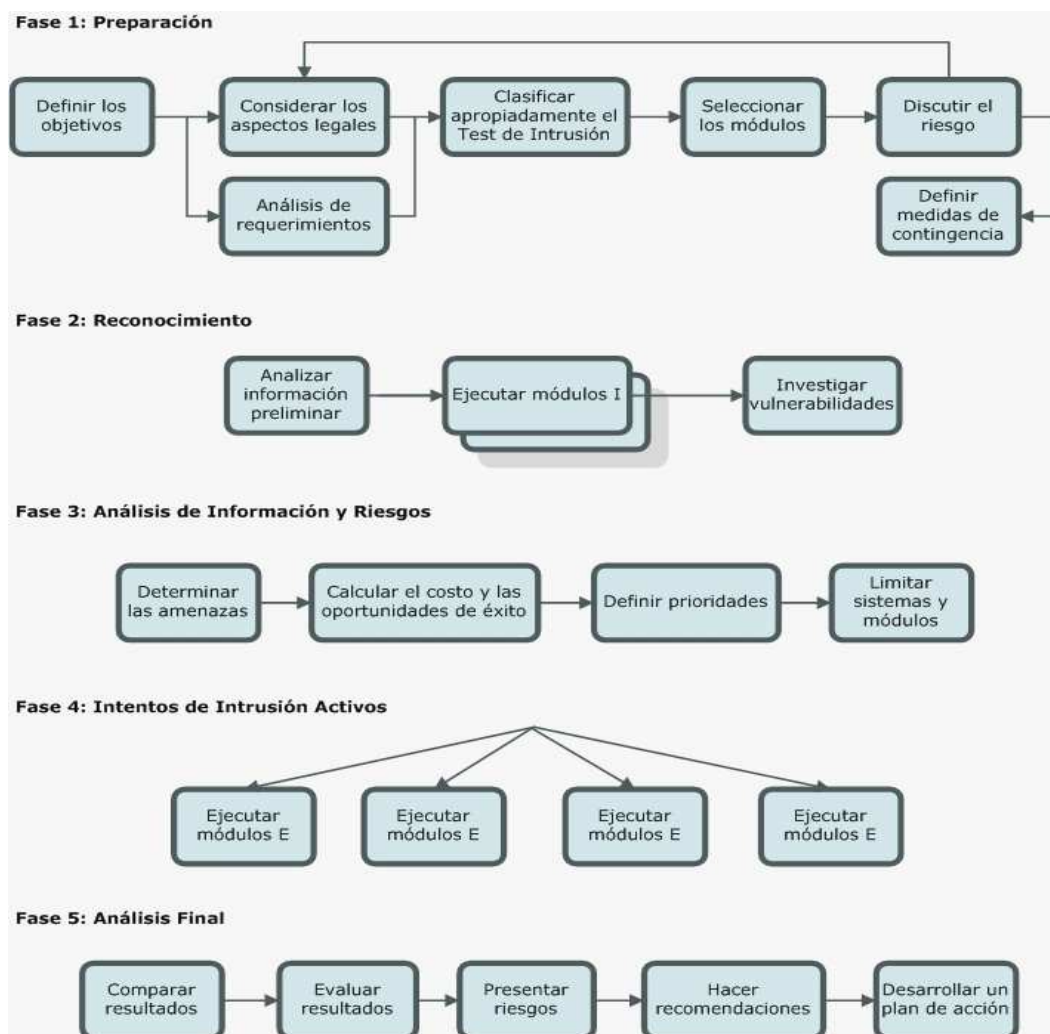 Fase 1: Preparación
Definir los
objetivos
Considerar los
aspectos legales
Clasificar
apropiadamente el
Test de Intrusión
Seleccionar
los módulos
Discutir el
riesgo
Análisis de
requerimientos
Definir
medidas de
contingencia
Fase 2: Reconocimiento
Analizar
información
preliminar
Ejecutar módulos I
Investigar
vulnerabilidades
Fase 3: Análisis de Información y Riesgos
Determinar
las amenazas
Calcular el costo y las
oportunidades de éxito
Definir prioridades
Limitar
sistemas y
módulos
Fase 4: Intentos de Intrusión Activos
Ejecutar
módulos E
Ejecutar
módulos E
Ejecutar
módulos E
Ejecutar
módulos E
Fase 5: Análisis Final
Comparar
resultados
Evaluar
resultados
Presentar
riesgos
Hacer
recomendaciones
Desarrollar un
plan de acción